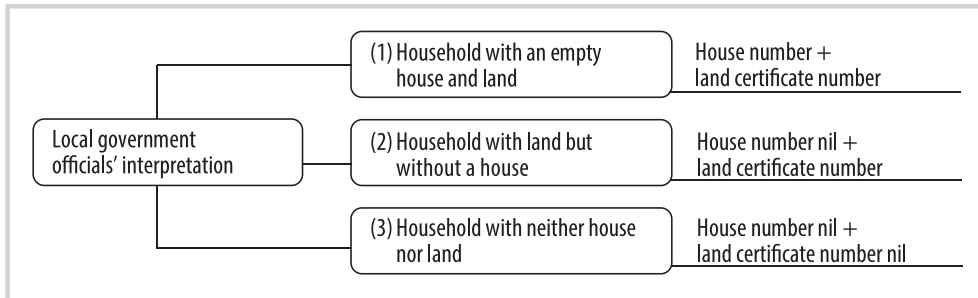 Local government
officials' interpretation
(1) Household with an empty
house and land
House number +
land certificate number
(2) Household with land but
without a house
House number nil +
land certificate number
(3) Household with neither house
nor land
House number nil +
land certificate number nil